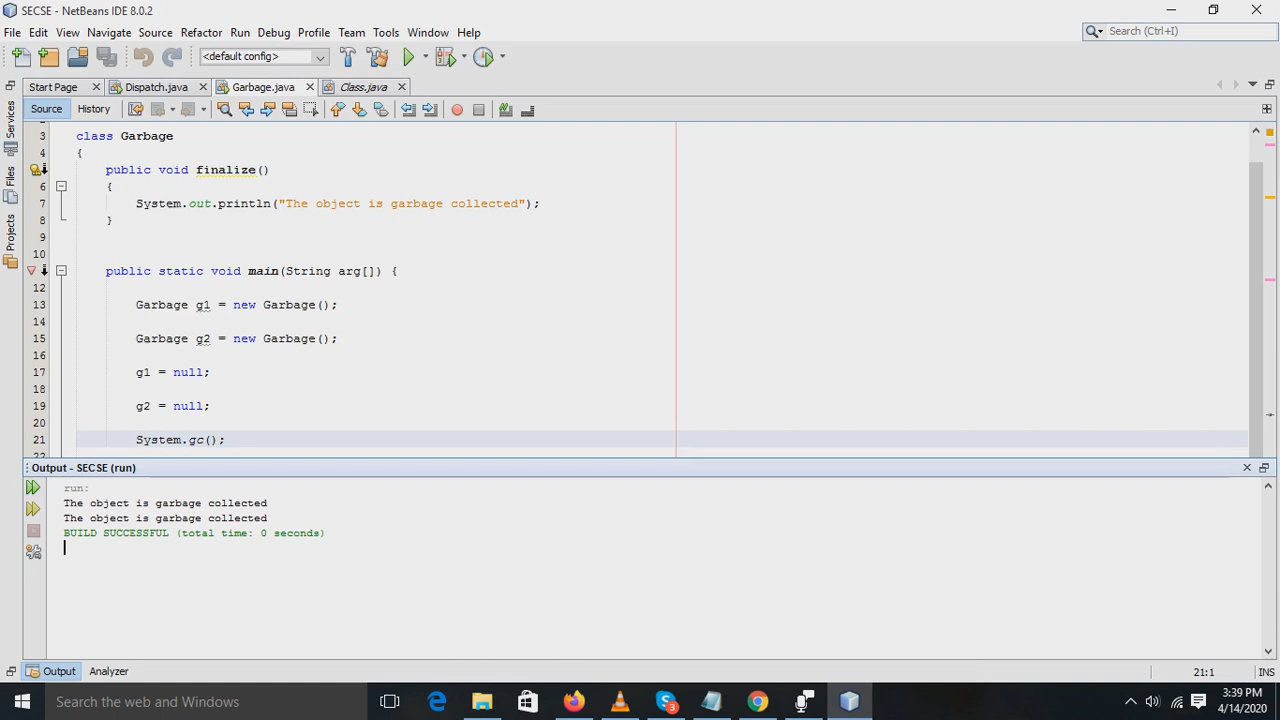 SECSE - NetBeans IDE 8.0.2
File Edit View Navigate Source Refactor Run Debug Profile Team Tools Window Help
Search (Ctrl+I)
<default config>
Start Page Dispatch.java Garbage.java Class.java
Source History
Services
Files
Projects
3 class Garbage
4 {
public void finalize()
6 {
7 System.out.println("The object is garbage collected");
8 }
9
10
public static void main(String arg[]) {
12
13 Garbage g1 = new Garbage();
14
15 Garbage g2 = new Garbage();
16
17 g1 = null;
18
19 g2 = null;
20
21 System.gc();
Output - SECSE (run)
run:
The object is garbage collected
The object is garbage collected
BUILD SUCCESSFUL (total time: 0 seconds)
Output Analyzer
21:1 INS
Search the web and Windows
3
3:39 PM
4/14/2020